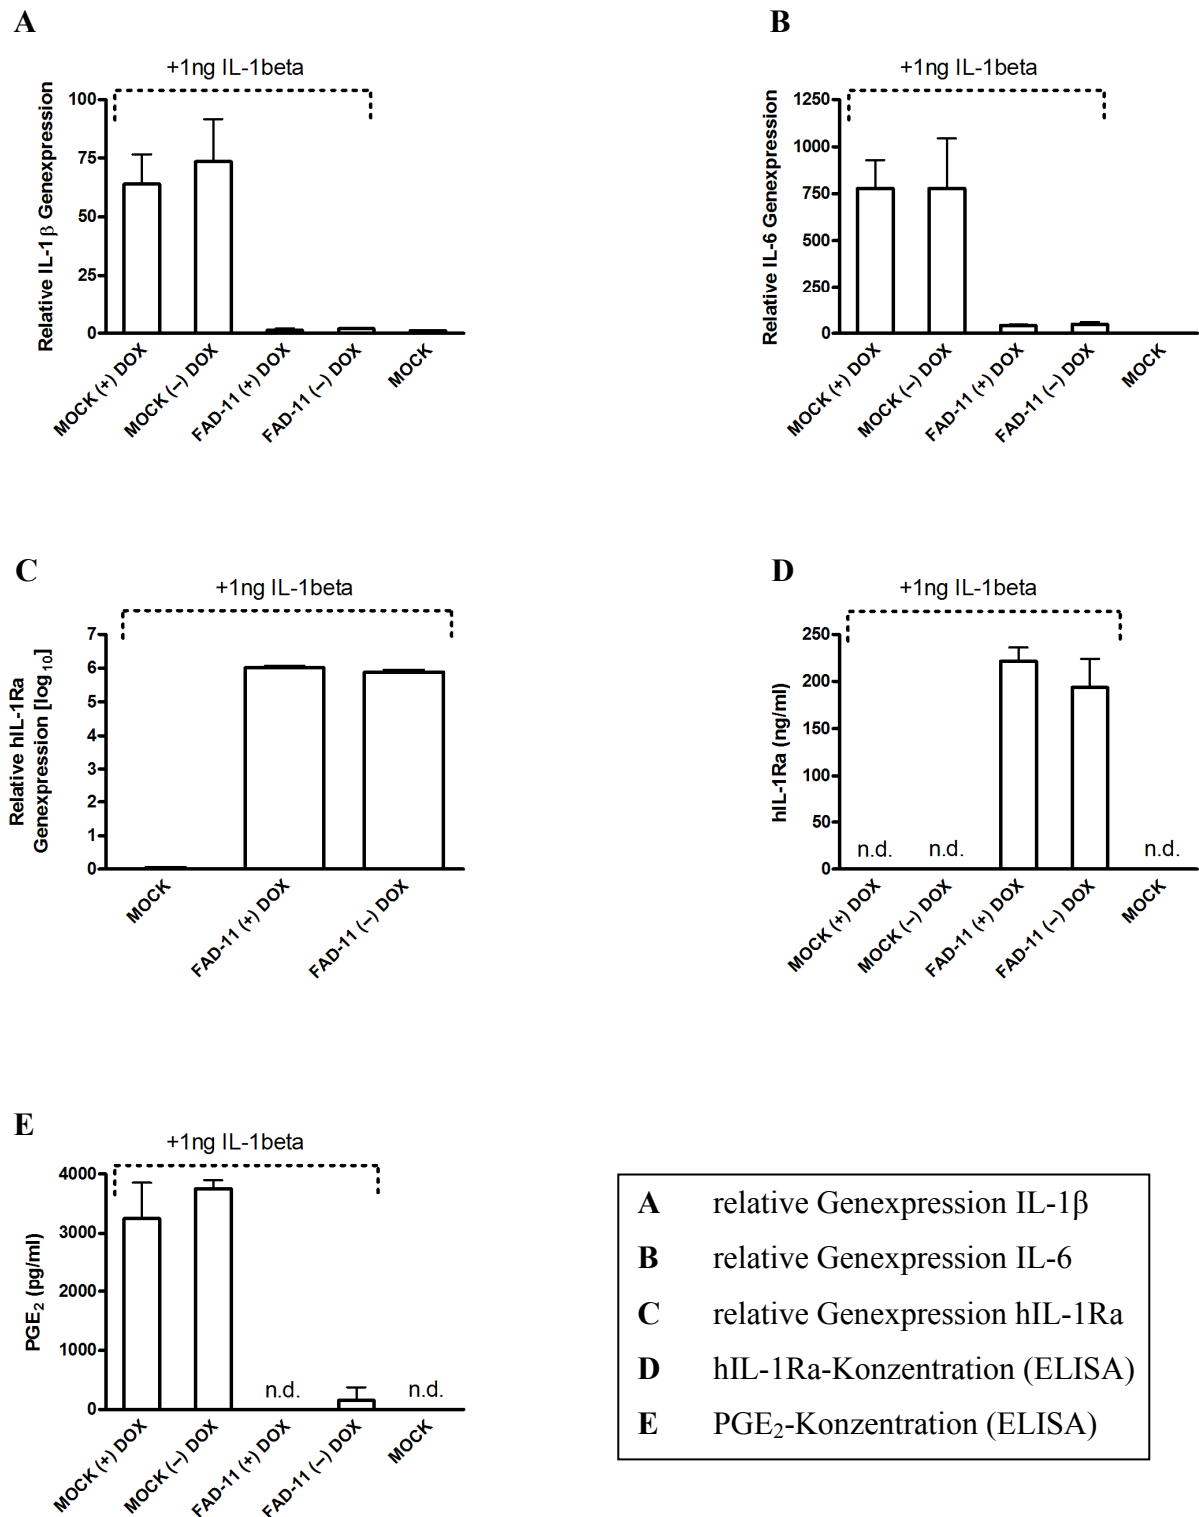 A
+1ng IL-1beta
Relative IL-1β Genexpression
100
75
50
25
0
MOCK (+) DOX
MOCK (–) DOX
FAD-11 (+) DOX
FAD-11 (–) DOX
MOCK
B
+1ng IL-1beta
Relative IL-6 Genexpression
1250
1000
750
500
250
0
MOCK (+) DOX
MOCK (–) DOX
FAD-11 (+) DOX
FAD-11 (–) DOX
MOCK
C
+1ng IL-1beta
Relative hIL-1Ra
Genexpression [log 10]
7
6
5
4
3
2
1
0
MOCK
FAD-11 (+) DOX
FAD-11 (–) DOX
D
+1ng IL-1beta
hIL-1Ra (ng/ml)
250
200
150
100
50
0
n.d.
n.d.
n.d.
MOCK (+) DOX
MOCK (–) DOX
FAD-11 (+) DOX
FAD-11 (–) DOX
MOCK
E
+1ng IL-1beta
PGE2 (pg/ml)
4000
3000
2000
1000
0
n.d.
n.d.
MOCK (+) DOX
MOCK (–) DOX
FAD-11 (+) DOX
FAD-11 (–) DOX
MOCK
A relative Genexpression IL-1β
B relative Genexpression IL-6
C relative Genexpression hIL-1Ra
D hIL-1Ra-Konzentration (ELISA)
E PGE2-Konzentration (ELISA)